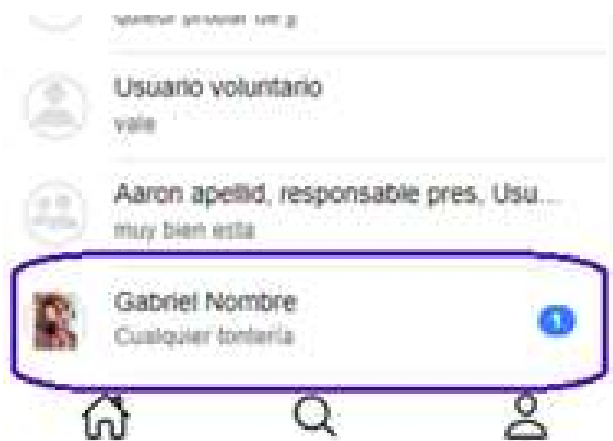 Usuario voluntario
vale
Aaron apellid, responsable pres, Usu...
muy bien esta
Gabriel Nombre
Cualquier tontería
1